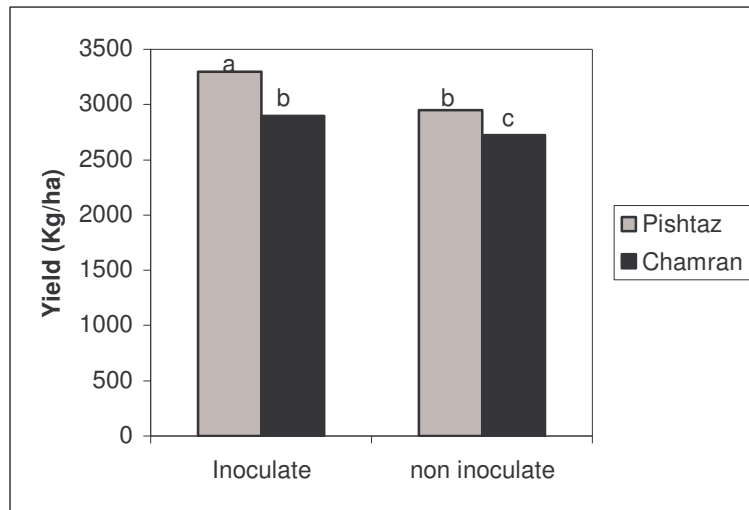 Yield (Kg/ha)
3500
3000
2500
2000
1500
1000
500
0
a
b
b
c
Inoculate
non inoculate
Pishtaz
Chamran